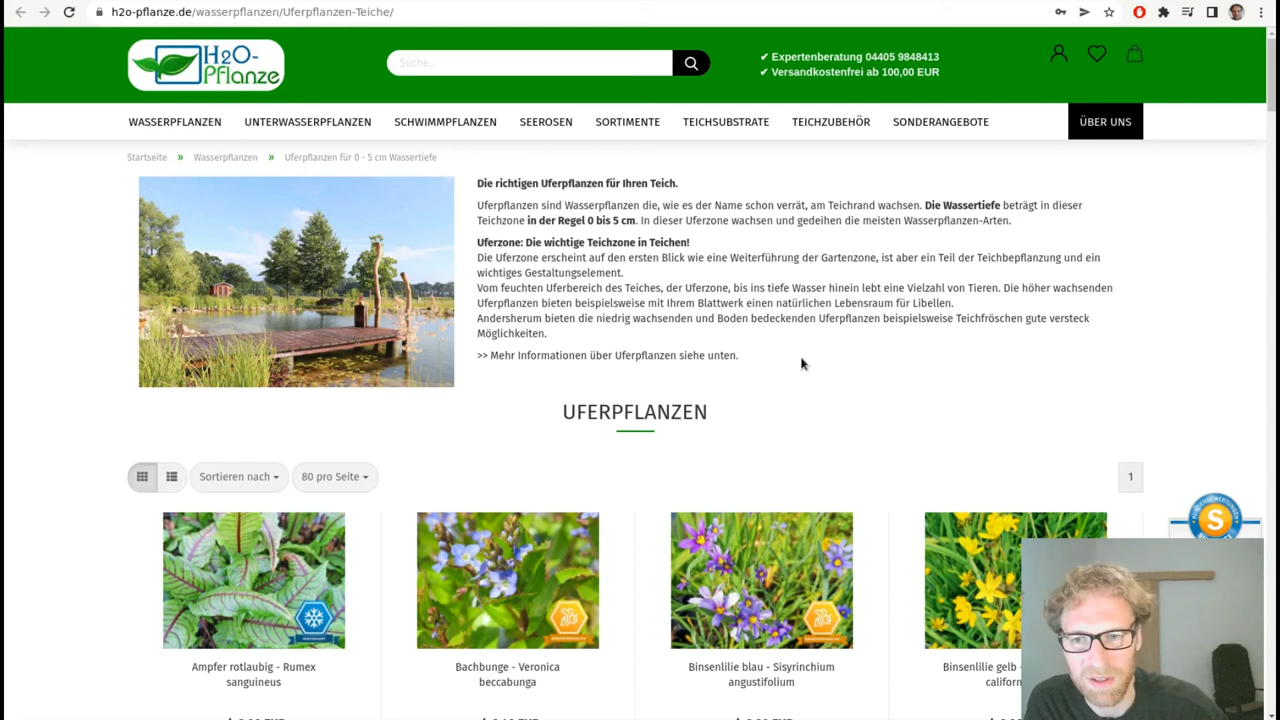 h2o-pflanze.de/wasserpflanzen/Uferpflanzen-Teiche/
H2O-
Pflanze
Suche...
✔ Expertenberatung 04405 9848413
✔ Versandkostenfrei ab 100,00 EUR
WASSERPFLANZEN UNTERWASSERPFLANZEN SCHWIMMPFLANZEN SEEROSEN SORTIMENTE TEICHSUBSTRATE TEICHZUBEHÖR SONDERANGEBOTE ÜBER UNS
Startseite » Wasserpflanzen » Uferpflanzen für 0 - 5 cm Wassertiefe
Die richtigen Uferpflanzen für Ihren Teich.
Uferpflanzen sind Wasserpflanzen die, wie es der Name schon verrät, am Teichrand wachsen. Die Wassertiefe beträgt in dieser
Teichzone in der Regel 0 bis 5 cm. In dieser Uferzone wachsen und gedeihen die meisten Wasserpflanzen-Arten.
Uferzone: Die wichtige Teichzone in Teichen!
Die Uferzone erscheint auf den ersten Blick wie eine Weiterführung der Gartenzone, ist aber ein Teil der Teichbepflanzung und ein
wichtiges Gestaltungselement.
Vom feuchten Uferbereich des Teiches, der Uferzone, bis ins tiefe Wasser hinein lebt eine Vielzahl von Tieren. Die höher wachsenden
Uferpflanzen bieten beispielsweise mit Ihrem Blattwerk einen natürlichen Lebensraum für Libellen.
Andersherum bieten die niedrig wachsenden und Boden bedeckenden Uferpflanzen beispielsweise Teichfröschen gute versteck
Möglichkeiten.
>> Mehr Informationen über Uferpflanzen siehe unten.
UFERPFLANZEN
Sortieren nach 80 pro Seite 1
S
Ampfer rotlaubig - Rumex
sanguineus
Bachbunge - Veronica
beccabunga
Binsenlilie blau - Sisyrinchium
angustifolium
Binsenlilie gelb -
californ